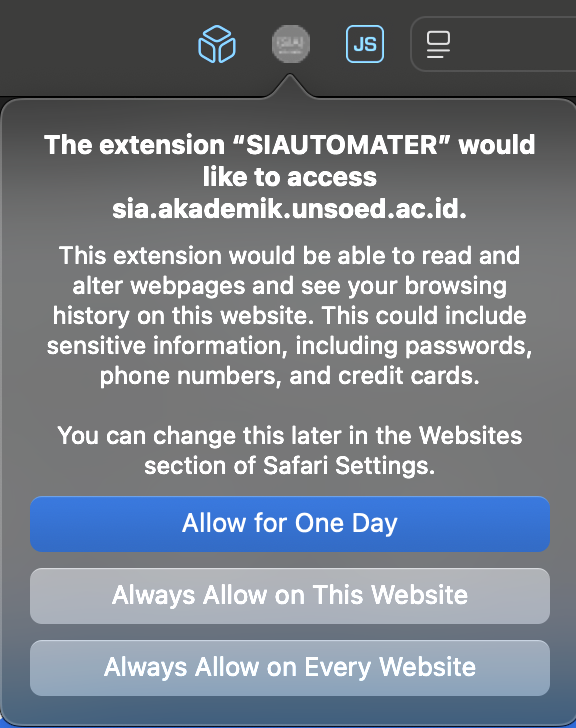 {SIA}
JS
The extension “SIAUTOMATER” would
like to access
sia.akademik.unsoed.ac.id.
This extension would be able to read and
alter webpages and see your browsing
history on this website. This could include
sensitive information, including passwords,
phone numbers, and credit cards.
You can change this later in the Websites
section of Safari Settings.
Allow for One Day
Always Allow on This Website
Always Allow on Every Website